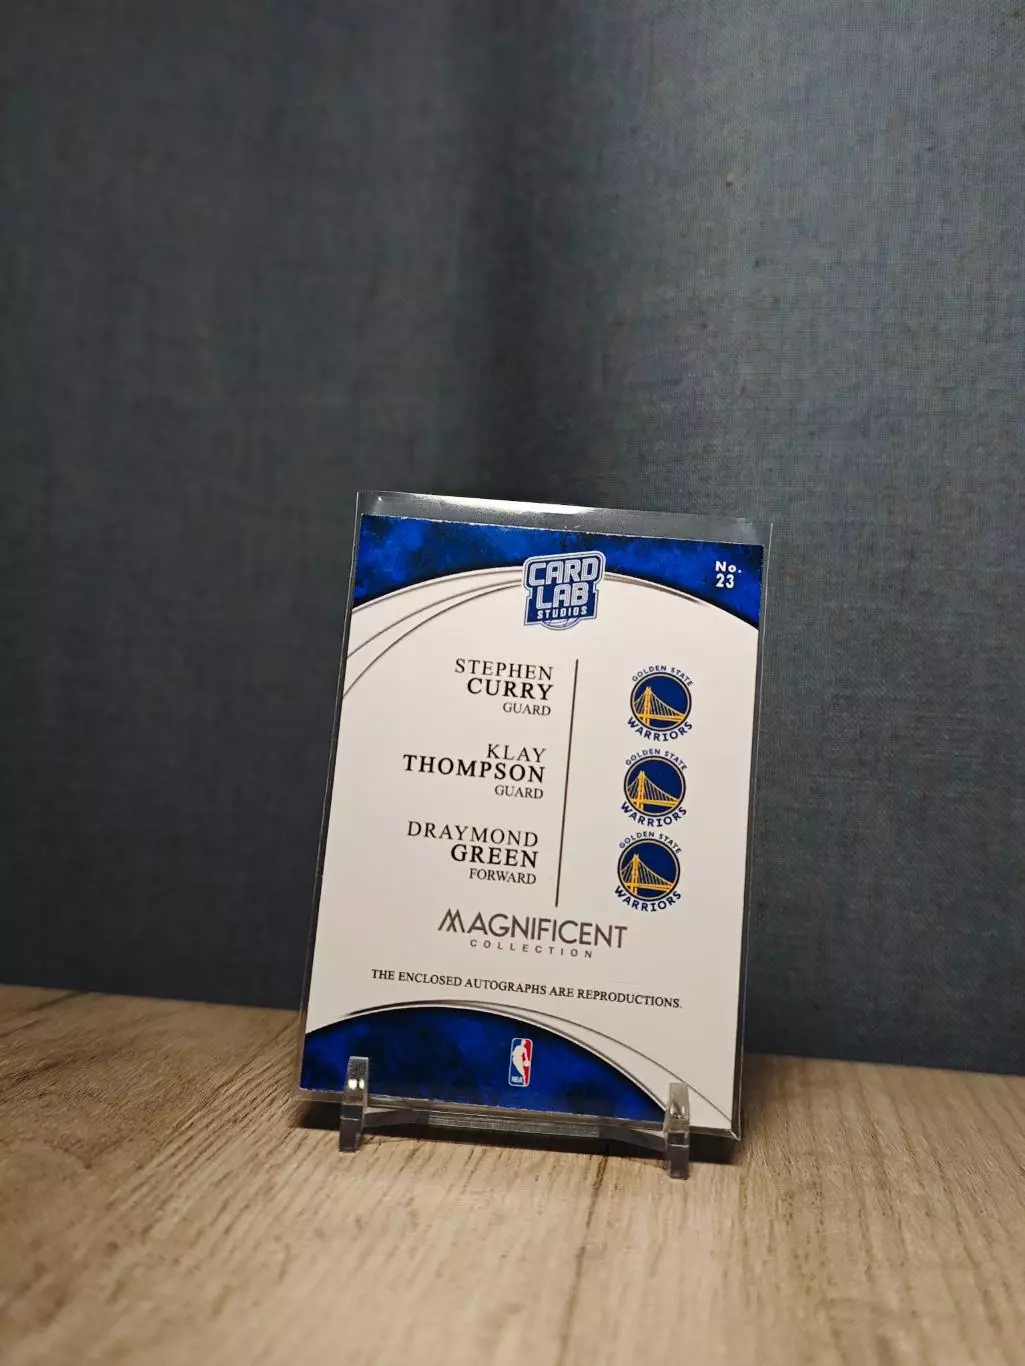 CARD
LAB
STUDIOS
No.
23
STEPHEN
CURRY
GUARD
GOLDEN STATE
WARRIORS
KLAY
THOMPSON
GUARD
GOLDEN STATE
WARRIORS
DRAYMOND
GREEN
FORWARD
GOLDEN STATE
WARRIORS
MAGNIFICENT
COLLECTION
THE ENCLOSED AUTOGRAPHS ARE REPRODUCTIONS.
NBA